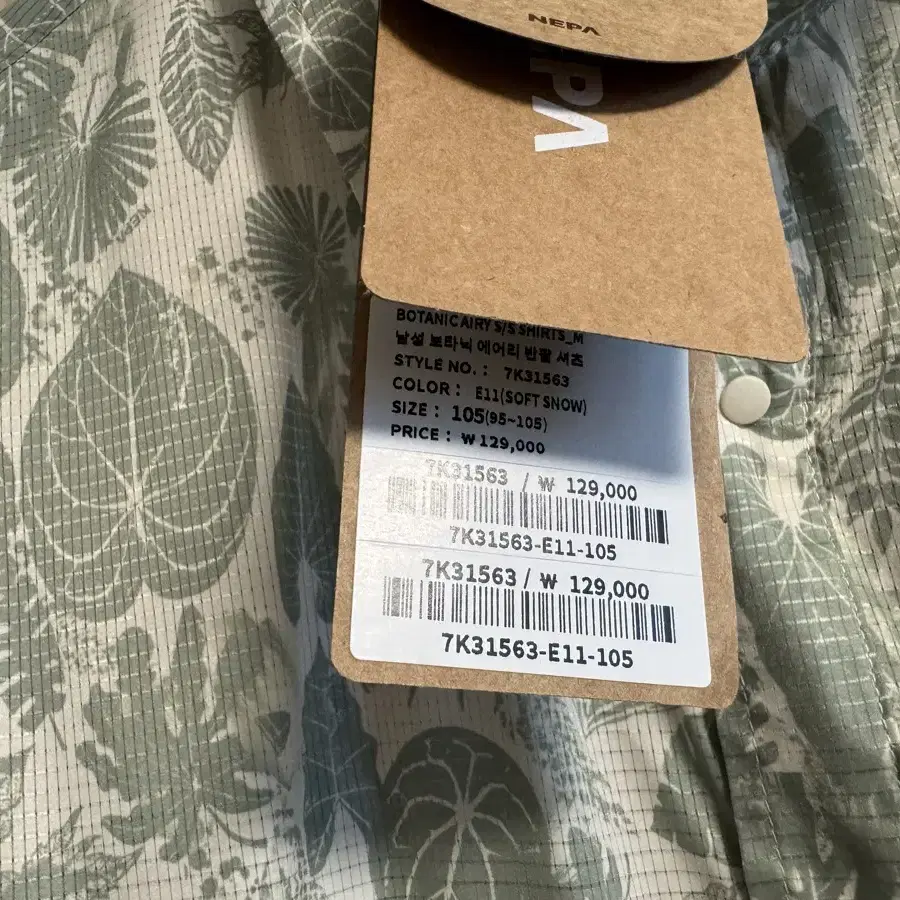 NEPA
PA
BOTANIC AIRY S/S SHIRTS_M
남성 보타닉 에어리 반팔 셔츠
STYLE NO. : 7K31563
COLOR : E11(SOFT SNOW)
SIZE : 105(95~105)
PRICE : ₩129,000
7K31563 / ₩ 129,000
7K31563-E11-105
7K31563 / ₩ 129,000
7K31563-E11-105
NEPA